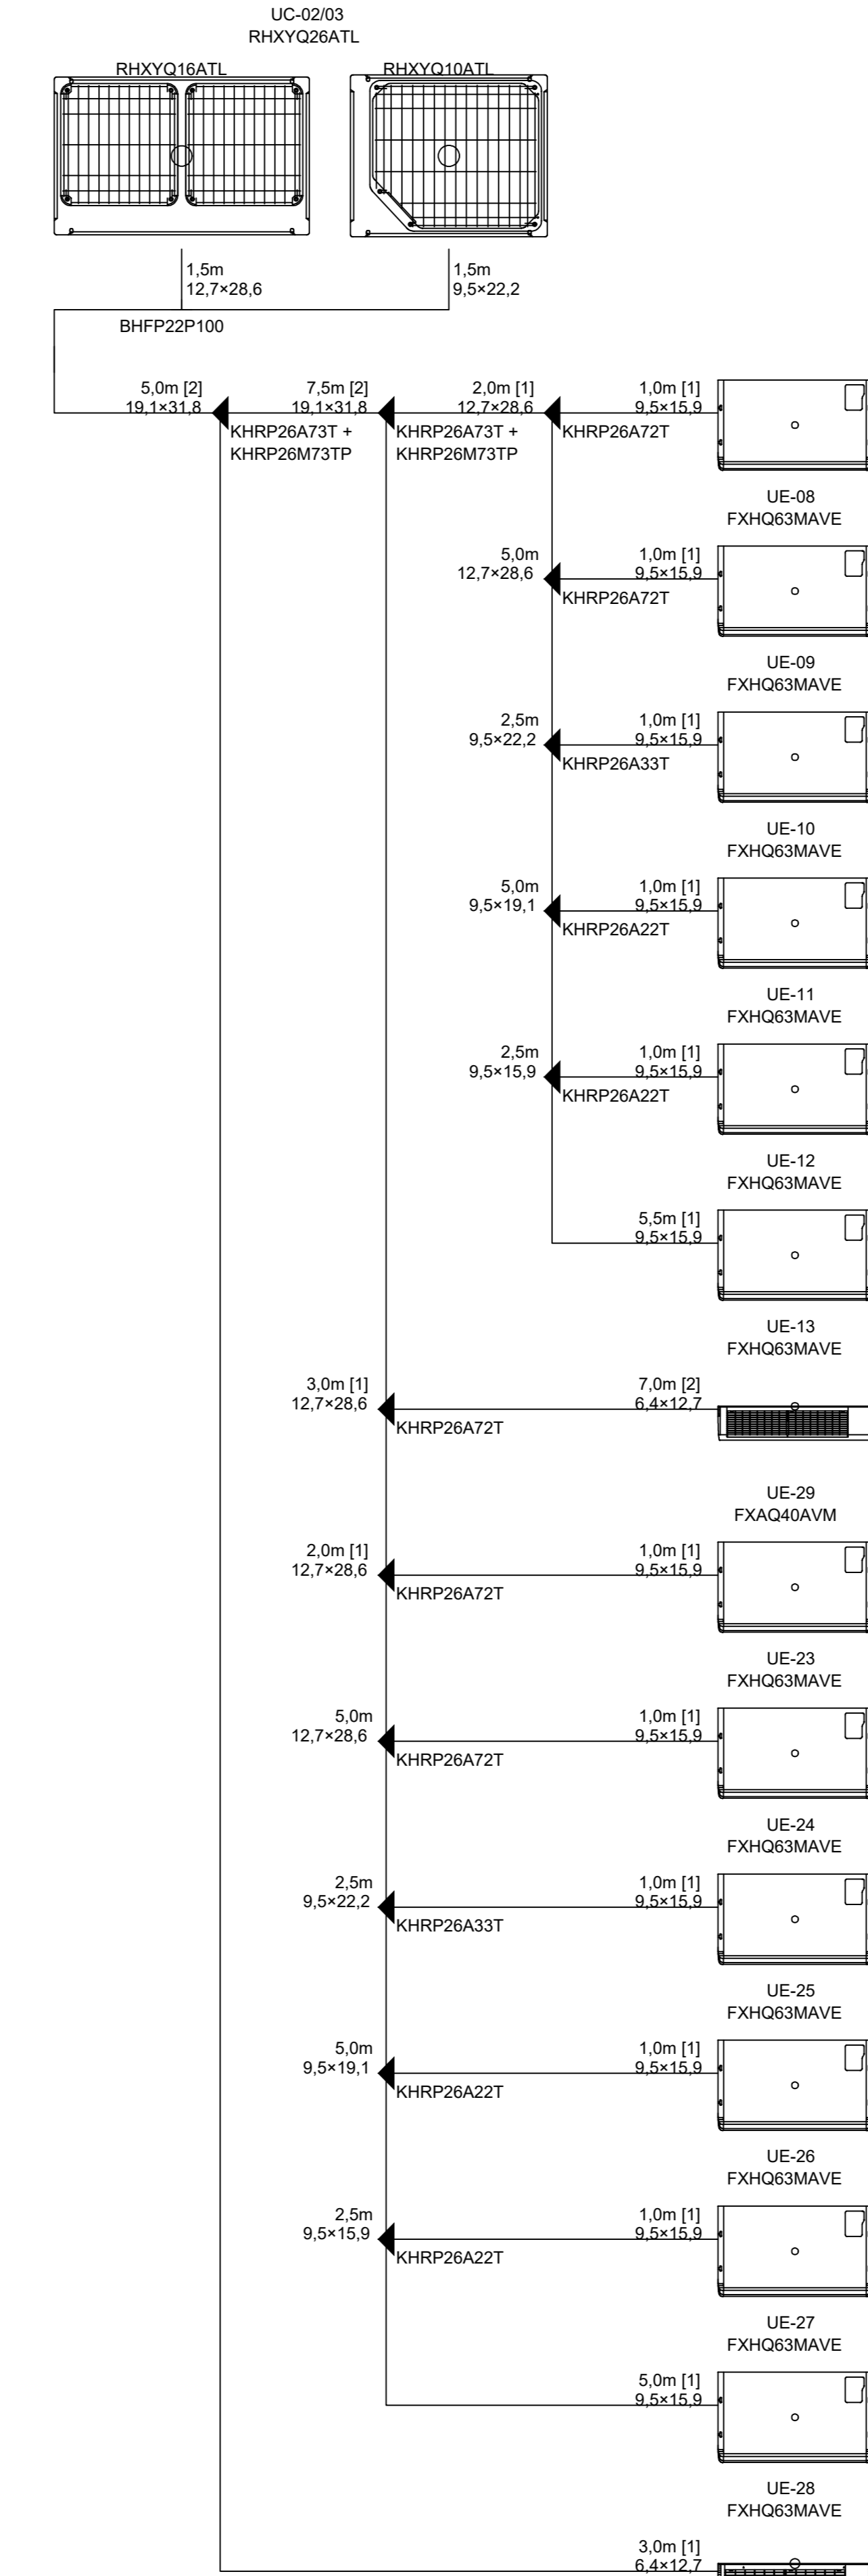 UC-02/03
RHXYQ26ATL
RHXYQ16ATL
RHXYQ10ATL
1,5m
12,7×28,6
1,5m
9,5×22,2
BHFP22P100
5,0m [2]
19,1×31,8
KHRP26A73T +
KHRP26M73TP
7,5m [2]
19,1×31,8
KHRP26A73T +
KHRP26M73TP
2,0m [1]
12,7×28,6
KHRP26A72T
1,0m [1]
9,5×15,9
UE-08
FXHQ63MAVE
5,0m
12,7×28,6
KHRP26A72T
1,0m [1]
9,5×15,9
UE-09
FXHQ63MAVE
2,5m
9,5×22,2
KHRP26A33T
1,0m [1]
9,5×15,9
UE-10
FXHQ63MAVE
5,0m
9,5×19,1
KHRP26A22T
1,0m [1]
9,5×15,9
UE-11
FXHQ63MAVE
2,5m
9,5×15,9
KHRP26A22T
1,0m [1]
9,5×15,9
UE-12
FXHQ63MAVE
5,5m [1]
9,5×15,9
UE-13
FXHQ63MAVE
3,0m [1]
12,7×28,6
KHRP26A72T
7,0m [2]
6,4×12,7
UE-29
FXAQ40AVM
2,0m [1]
12,7×28,6
KHRP26A72T
1,0m [1]
9,5×15,9
UE-23
FXHQ63MAVE
5,0m
12,7×28,6
KHRP26A72T
1,0m [1]
9,5×15,9
UE-24
FXHQ63MAVE
2,5m
9,5×22,2
KHRP26A33T
1,0m [1]
9,5×15,9
UE-25
FXHQ63MAVE
5,0m
9,5×19,1
KHRP26A22T
1,0m [1]
9,5×15,9
UE-26
FXHQ63MAVE
2,5m
9,5×15,9
KHRP26A22T
1,0m [1]
9,5×15,9
UE-27
FXHQ63MAVE
5,0m [1]
9,5×15,9
UE-28
FXHQ63MAVE
3,0m [1]
6,4×12,7